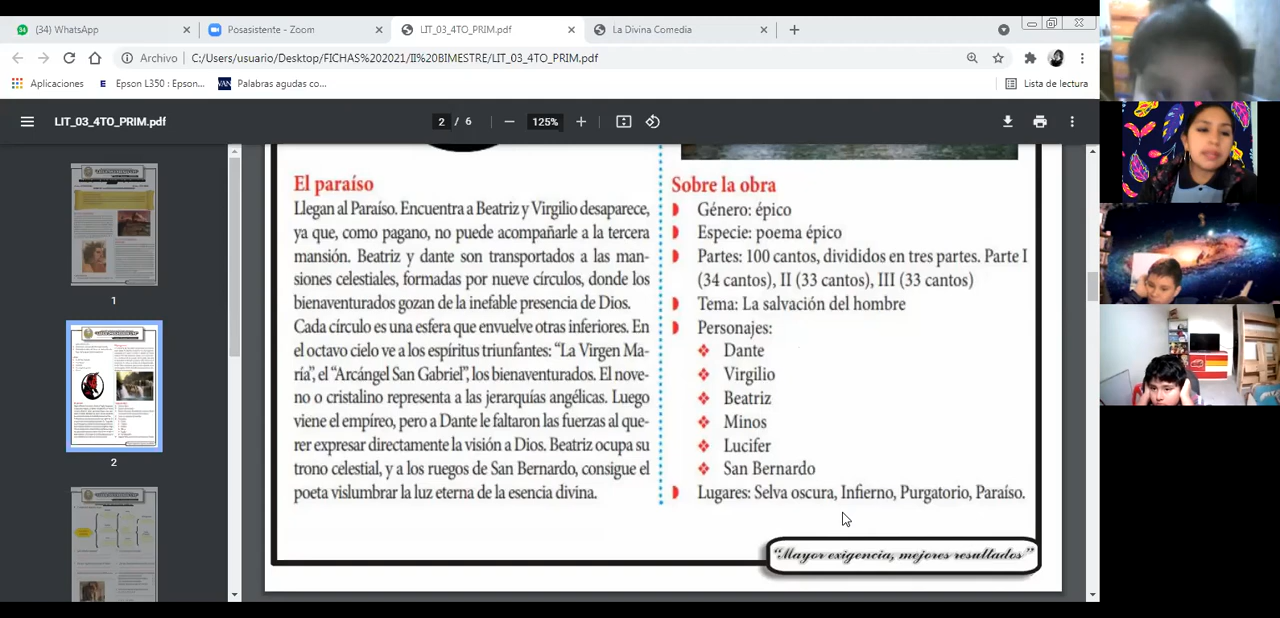 (34) WhatsApp
Posasistente - Zoom
LIT_03_4TO_PRIM.pdf
La Divina Comedia
Archivo
C:/Users/usuario/Desktop/FICHAS%202021/II%20BIMESTRE/LIT_03_4TO_PRIM.pdf
Aplicaciones
Epson L350 : Epson...
VAN
Palabras agudas co...
Lista de lectura
LIT_03_4TO_PRIM.pdf
2 / 6
125%
1
2
El paraíso
Llegan al Paraíso. Encuentra a Beatriz y Virgilio desaparece,
ya que, como pagano, no puede acompañarle a la tercera
mansión. Beatriz y dante son transportados a las man-
siones celestiales, formadas por nueve círculos, donde los
bienaventurados gozan de la inefable presencia de Dios.
Cada círculo es una esfera que envuelve otras inferiores. En
el octavo cielo ve a los espíritus triunfantes: “La Virgen Ma-
ria”, el “Arcángel San Gabriel”, los bienaventurados. El nove-
no o cristalino representa a las jerarquías angélicas. Luego
viene el empíreo, pero a Dante le faltaron las fuerzas al que-
rer expresar directamente la visión a Dios. Beatriz ocupa su
trono celestial, y a los ruegos de San Bernardo, consigue el
poeta vislumbrar la luz eterna de la esencia divina.
Sobre la obra
Género: épico
Especie: poema épico
Partes: 100 cantos, divididos en tres partes. Parte I
(34 cantos), II (33 cantos), III (33 cantos)
Tema: La salvación del hombre
Personajes:
Dante
Virgilio
Beatriz
Minos
Lucifer
San Bernardo
Lugares: Selva oscura, Infierno, Purgatorio, Paraíso.
“Mayor exigencia, mejores resultados”